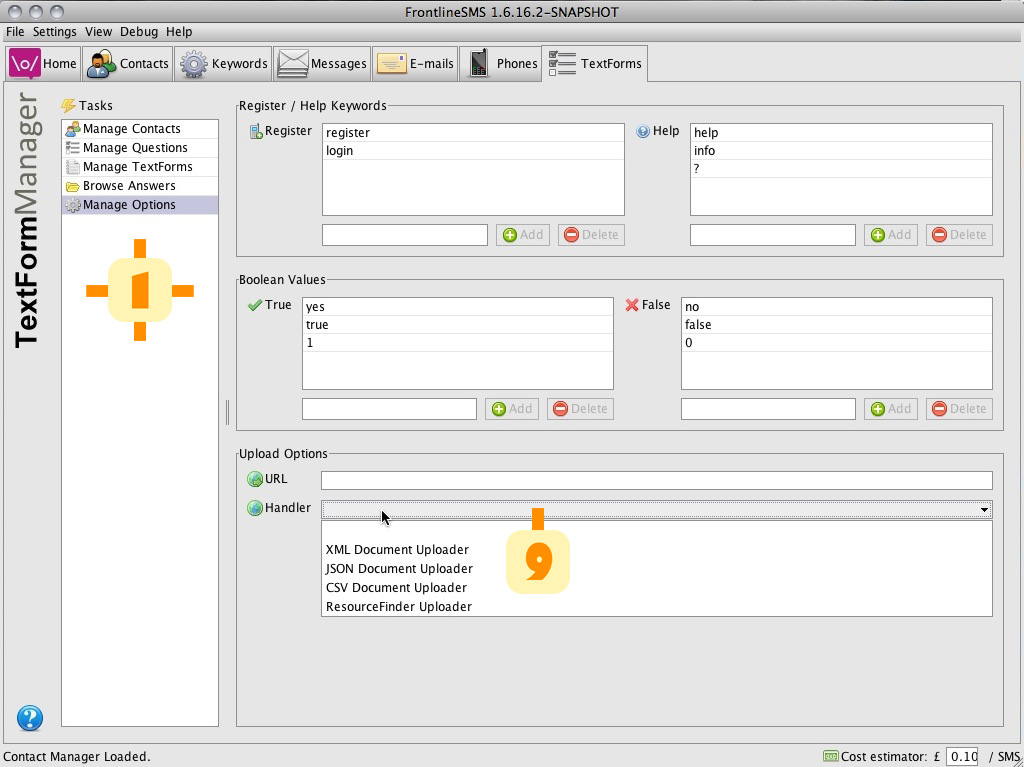 FrontlineSMS 1.6.16.2-SNAPSHOT
File Settings View Debug Help
\o/ Home Contacts Keywords Messages E-mails Phones TextForms
TextFormManager
Tasks
Manage Contacts
Manage Questions
Manage TextForms
Browse Answers
Manage Options
1
Register / Help Keywords
Register
register
login
Add Delete
Help
help
info
?
Add Delete
Boolean Values
True
yes
true
1
Add Delete
False
no
false
0
Add Delete
Upload Options
URL
Handler
XML Document Uploader
JSON Document Uploader
CSV Document Uploader
ResourceFinder Uploader
9
?
Contact Manager Loaded.
Cost estimator: £ 0.10 / SMS